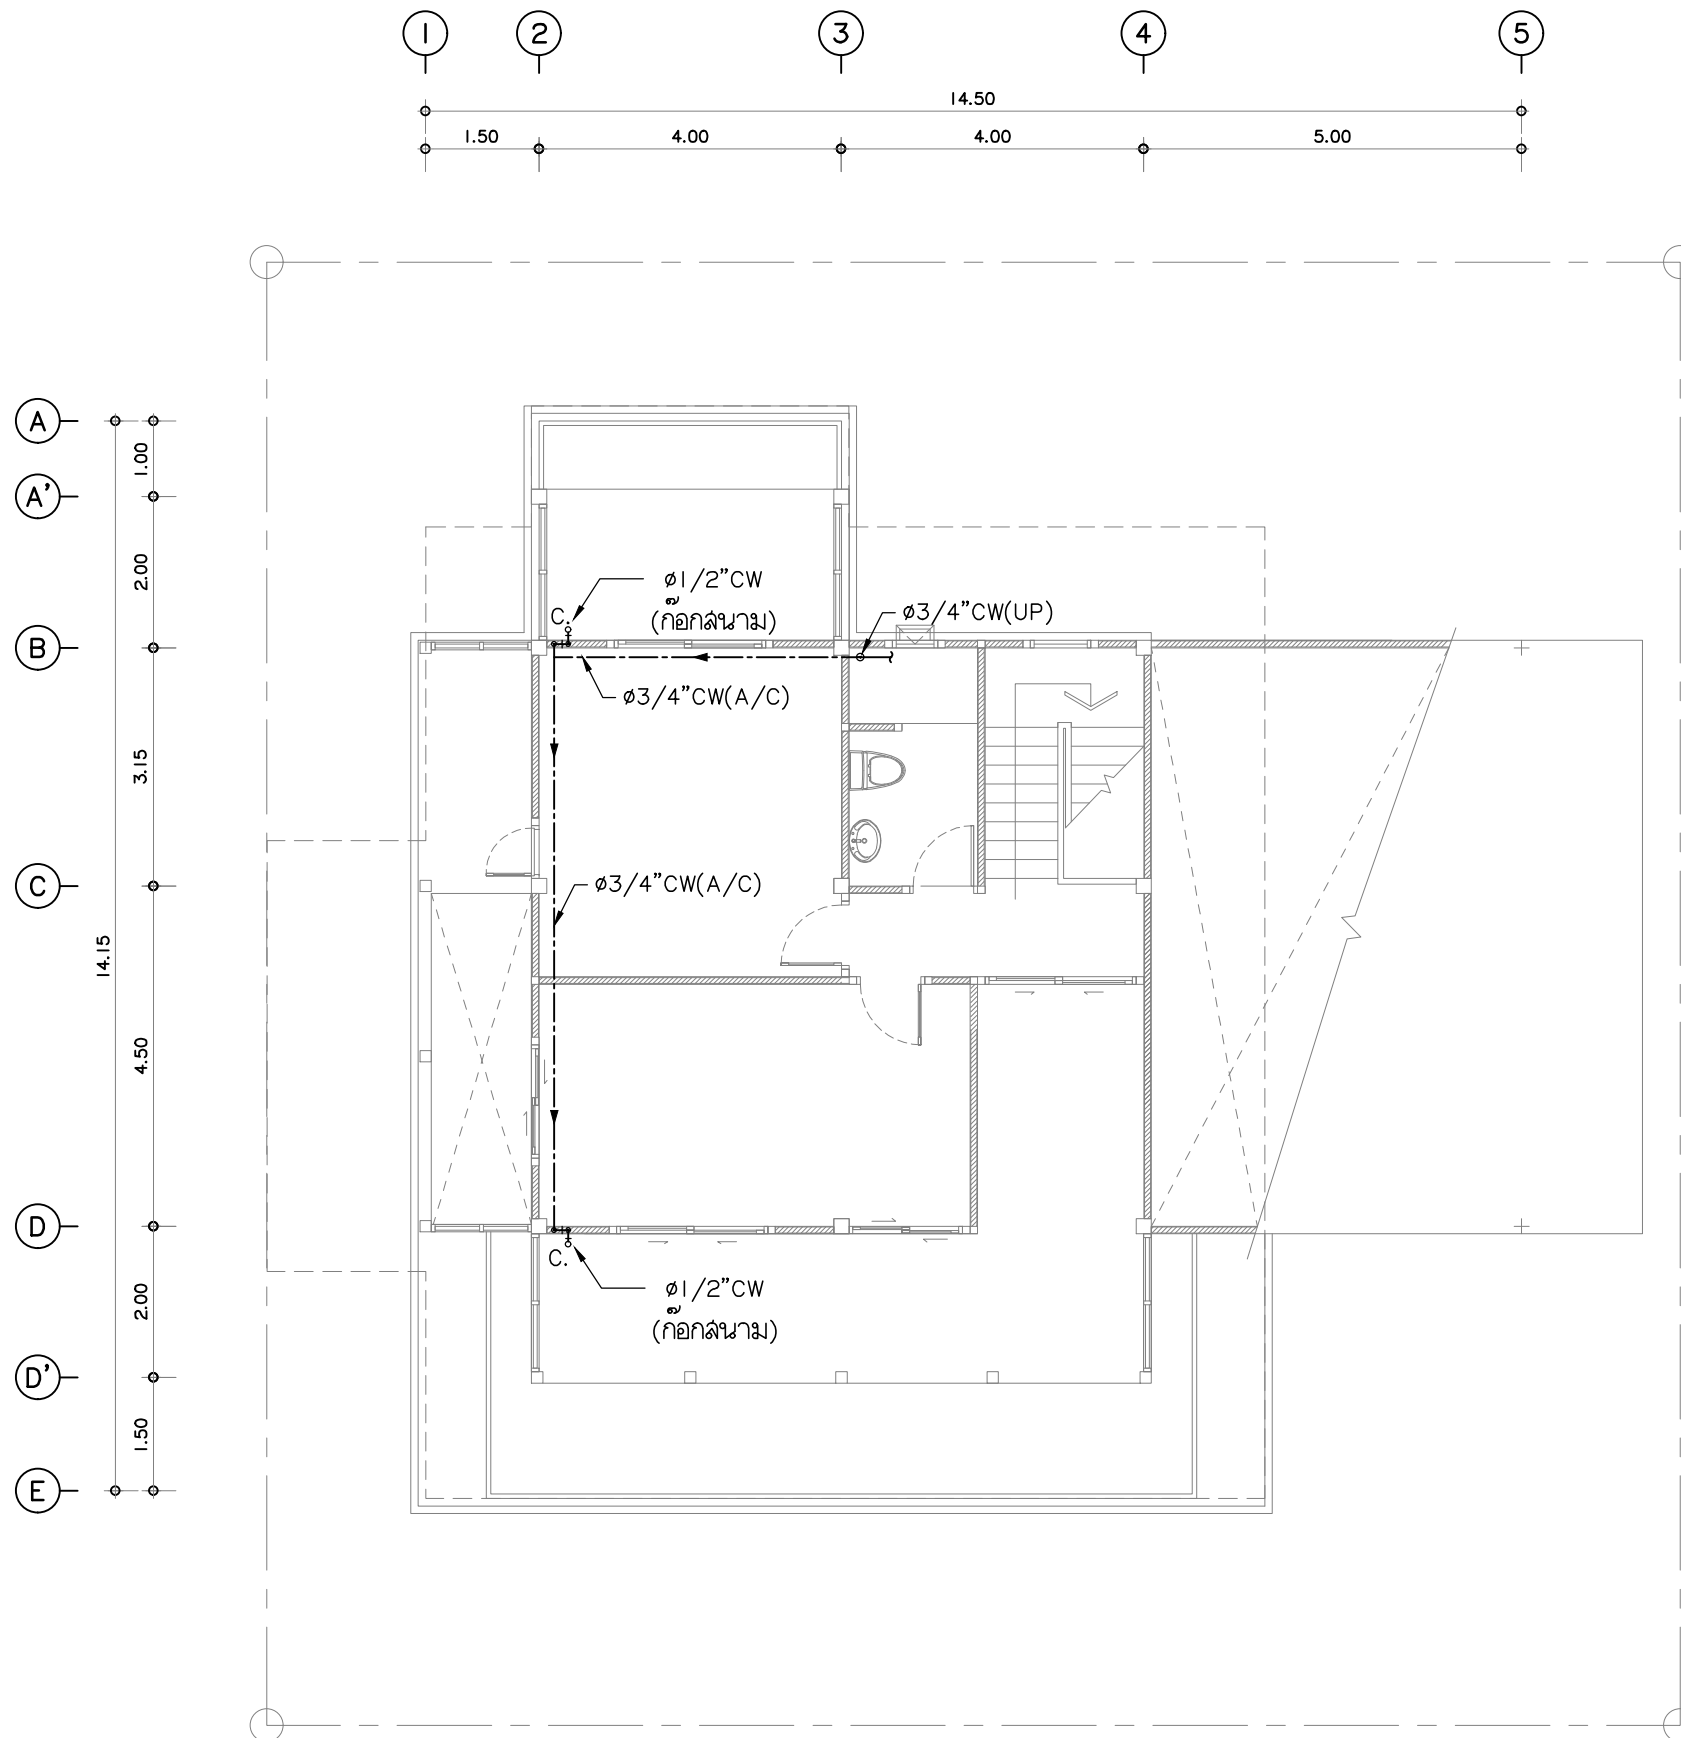 1 2 3 4 5
14.50
1.50 4.00 4.00 5.00
A
1.00
A'
2.00
ø1/2"CW
(ก๊อกสนาม)
C.
ø3/4"CW(UP)
B
ø3/4"CW(A/C)
3.15
C
ø3/4"CW(A/C)
14.15
4.50
D
C.
ø1/2"CW
(ก๊อกสนาม)
2.00
D'
1.50
E